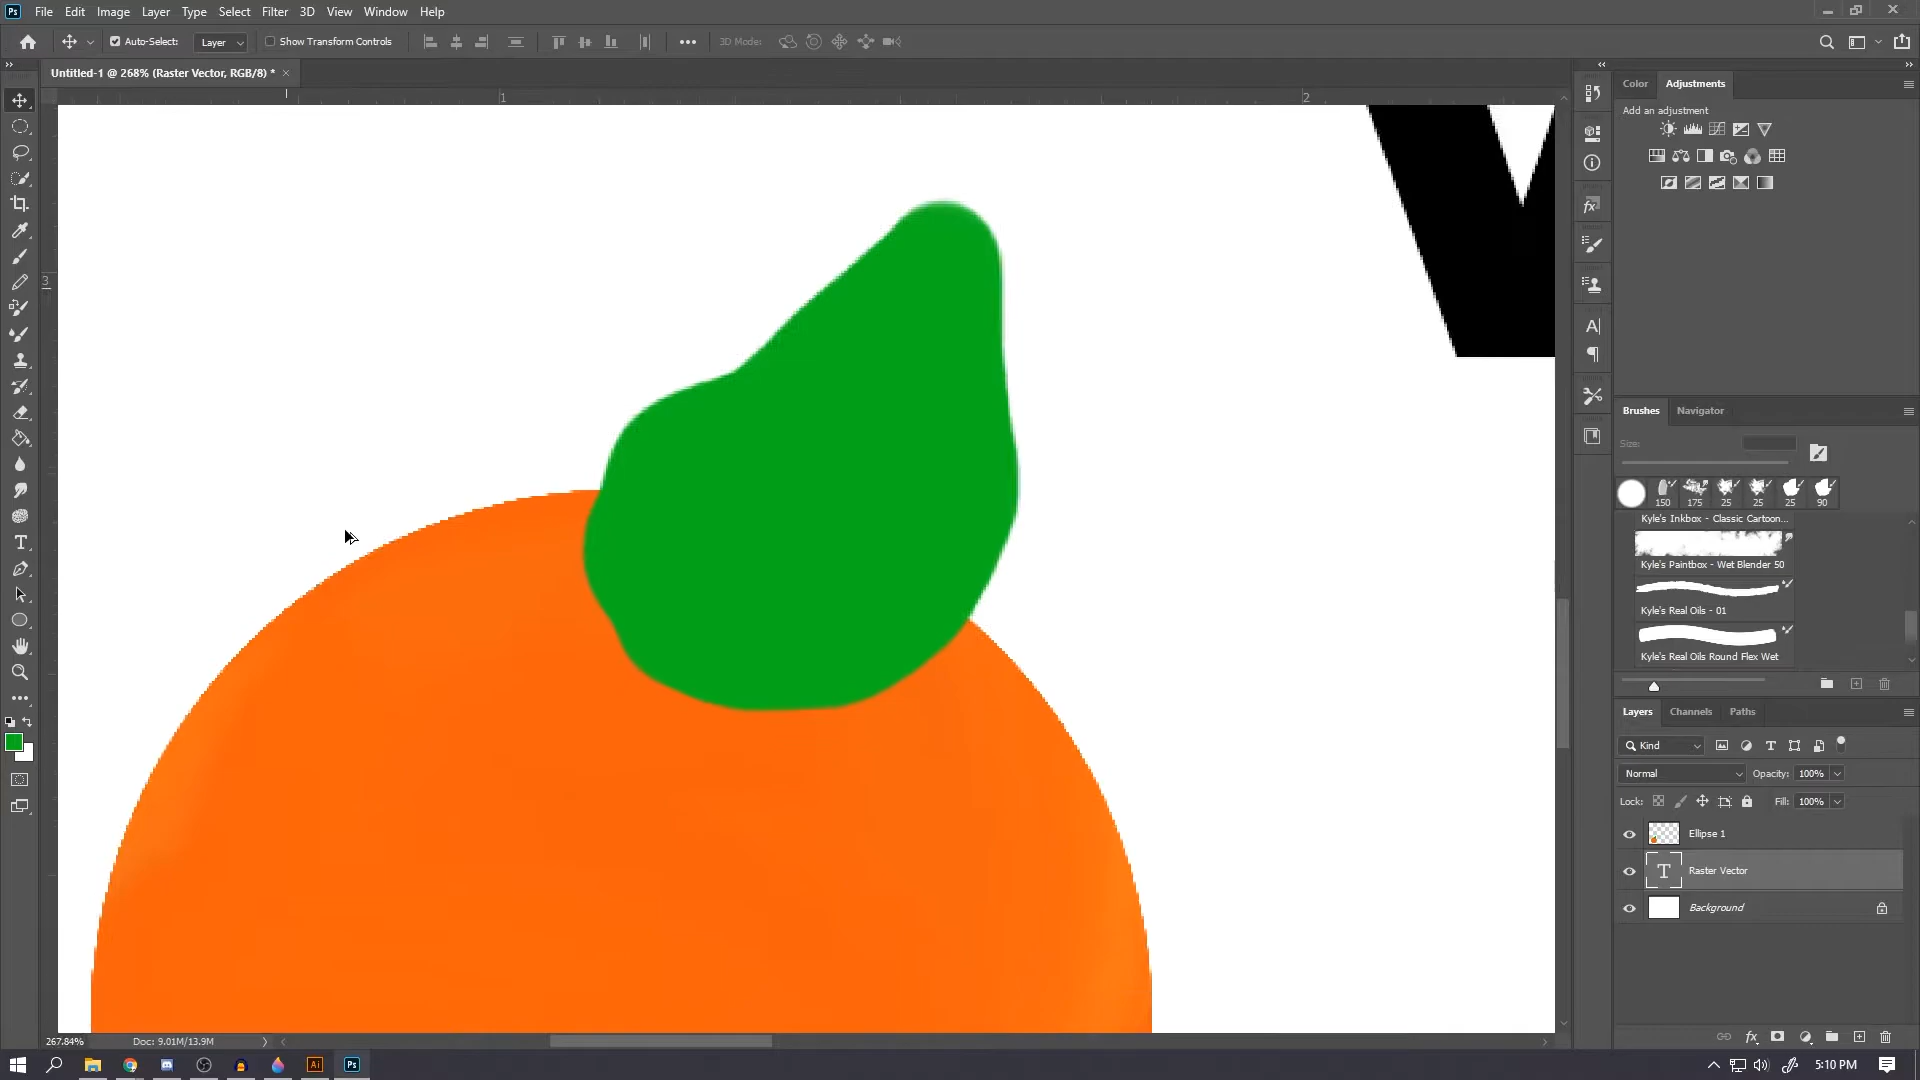 Ps File Edit Image Layer Type Select Filter 3D View Window Help
Auto-Select: Layer Show Transform Controls 3D Mode:
Untitled-1 @ 268% (Raster Vector, RGB/8) *
1 2
3
Color Adjustments
Add an adjustment
Brushes Navigator
Size:
150 175 25 25 25 90
Kyle's Inkbox - Classic Cartoon...
Kyle's Paintbox - Wet Blender 50
Kyle's Real Oils - 01
Kyle's Real Oils Round Flex Wet
Layers Channels Paths
Kind
Normal Opacity: 100%
Lock: Fill: 100%
Ellipse 1
T Raster Vector
Background
267.84% Doc: 9.01M/13.9M
Ai Ps 5:10 PM